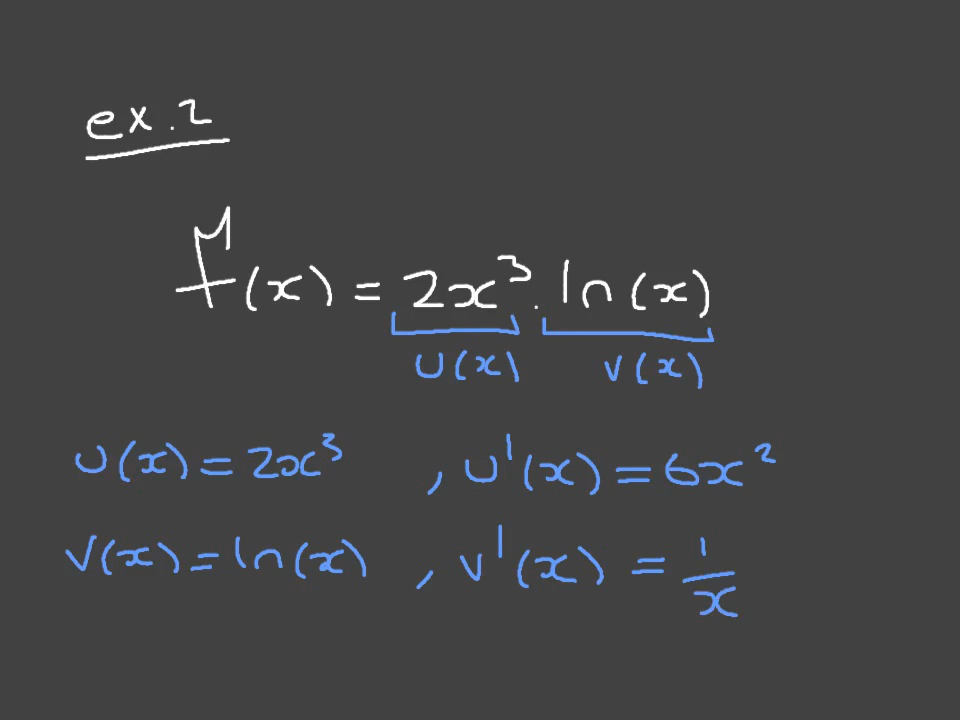 ex.2
f(x) = 2x³ . ln(x)
U(x) V(x)
U(x) = 2x³ , U'(x) = 6x²
V(x) = ln(x) , V'(x) = 1/x